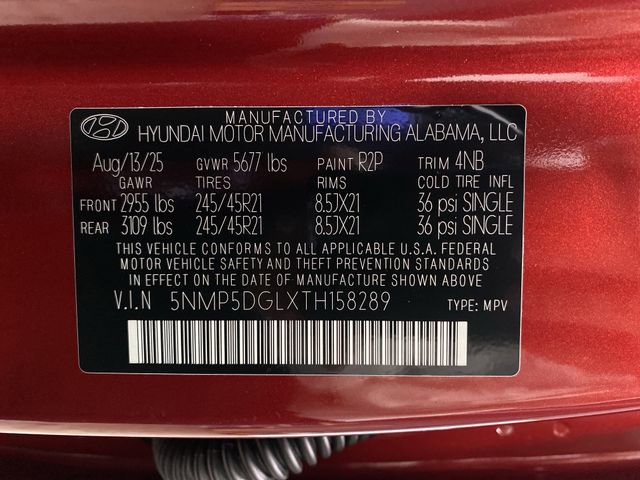 MANUFACTURED BY
HYUNDAI MOTOR MANUFACTURING ALABAMA, LLC
Aug/13/25 GVWR 5677 lbs PAINT R2P TRIM 4NB
GAWR TIRES RIMS COLD TIRE INFL
FRONT 2955 lbs 245/45R21 8.5JX21 36 psi SINGLE
REAR 3109 lbs 245/45R21 8.5JX21 36 psi SINGLE
THIS VEHICLE CONFORMS TO ALL APPLICABLE U.S.A. FEDERAL
MOTOR VEHICLE SAFETY AND THEFT PREVENTION STANDARDS
IN EFFECT ON THE DATE OF MANUFACTURE SHOWN ABOVE
V.I.N 5NMP5DGLXTH158289 TYPE: MPV